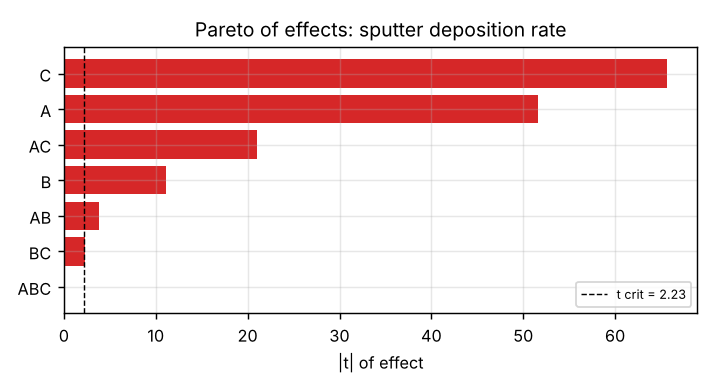 Pareto of effects: sputter deposition rate
C
A
AC
B
AB
BC
ABC
t crit = 2.23
0 10 20 30 40 50 60
|t| of effect